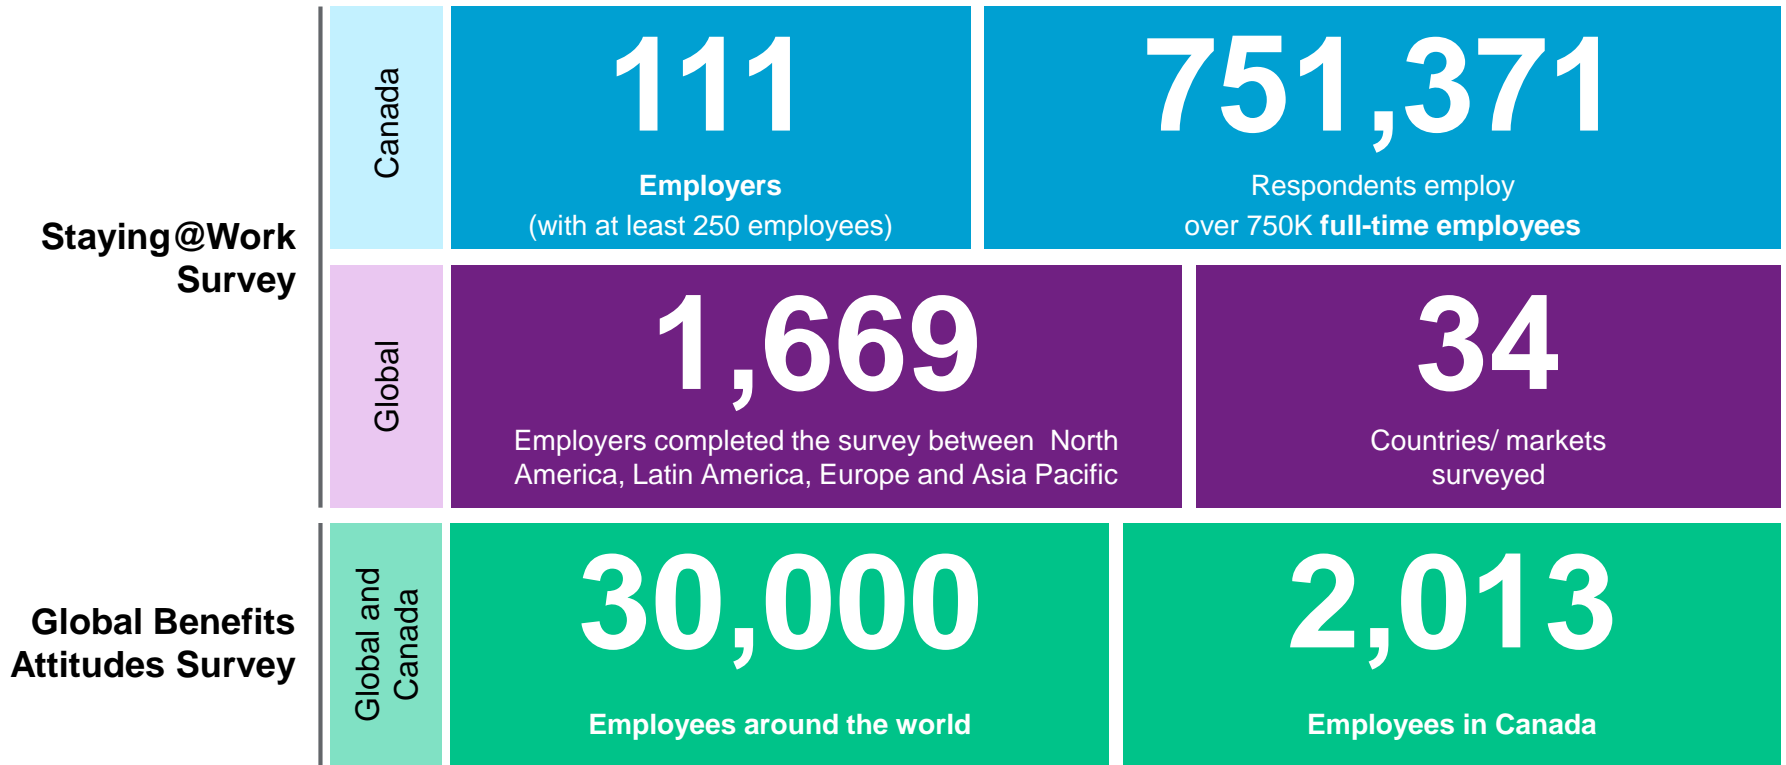 Staying@Work
Survey
Canada
111
Employers
(with at least 250 employees)
751,371
Respondents employ
over 750K full-time employees
Global
1,669
Employers completed the survey between  North
America, Latin America, Europe and Asia Pacific
34
Countries/ markets
surveyed
Global Benefits
Attitudes Survey
Global and
Canada
30,000
Employees around the world
2,013
Employees in Canada